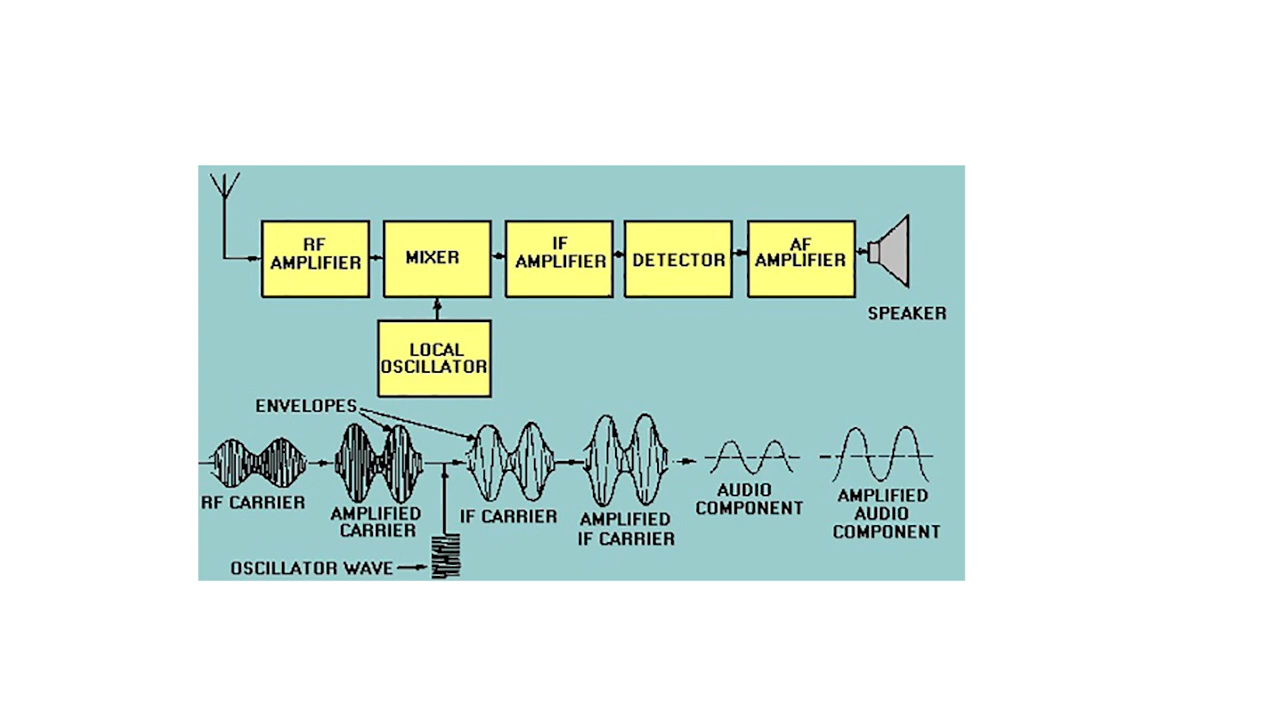 RF
AMPLIFIER
MIXER
IF
AMPLIFIER
DETECTOR
AF
AMPLIFIER
SPEAKER
LOCAL
OSCILLATOR
ENVELOPES
RF CARRIER
AMPLIFIED
CARRIER
IF CARRIER
AMPLIFIED
IF CARRIER
AUDIO
COMPONENT
AMPLIFIED
AUDIO
COMPONENT
OSCILLATOR WAVE